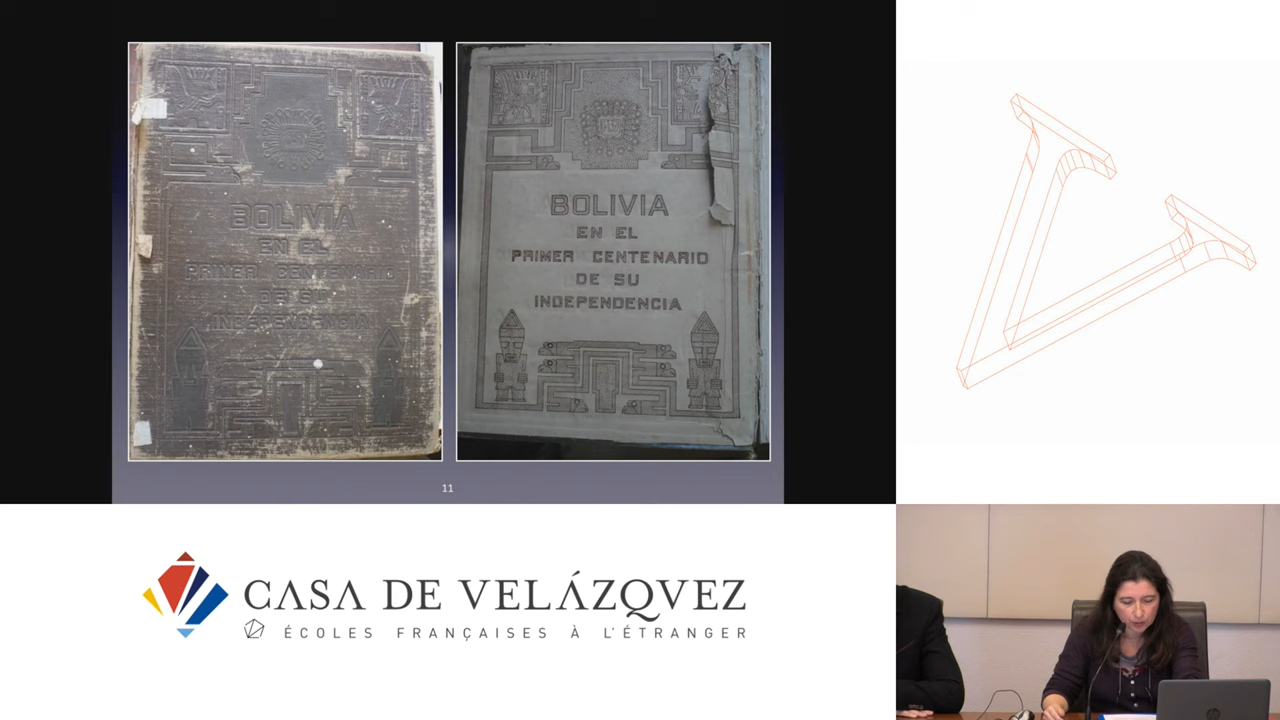 BOLIVIA
EN EL
PRIMER CENTENARIO
DE SU
INDEPENDENCIA
BOLIVIA
EN EL
PRIMER CENTENARIO
DE SU
INDEPENDENCIA
11
CASA DE VELÁZQVEZ
ÉCOLES FRANÇAISES À L'ÉTRANGER
hp